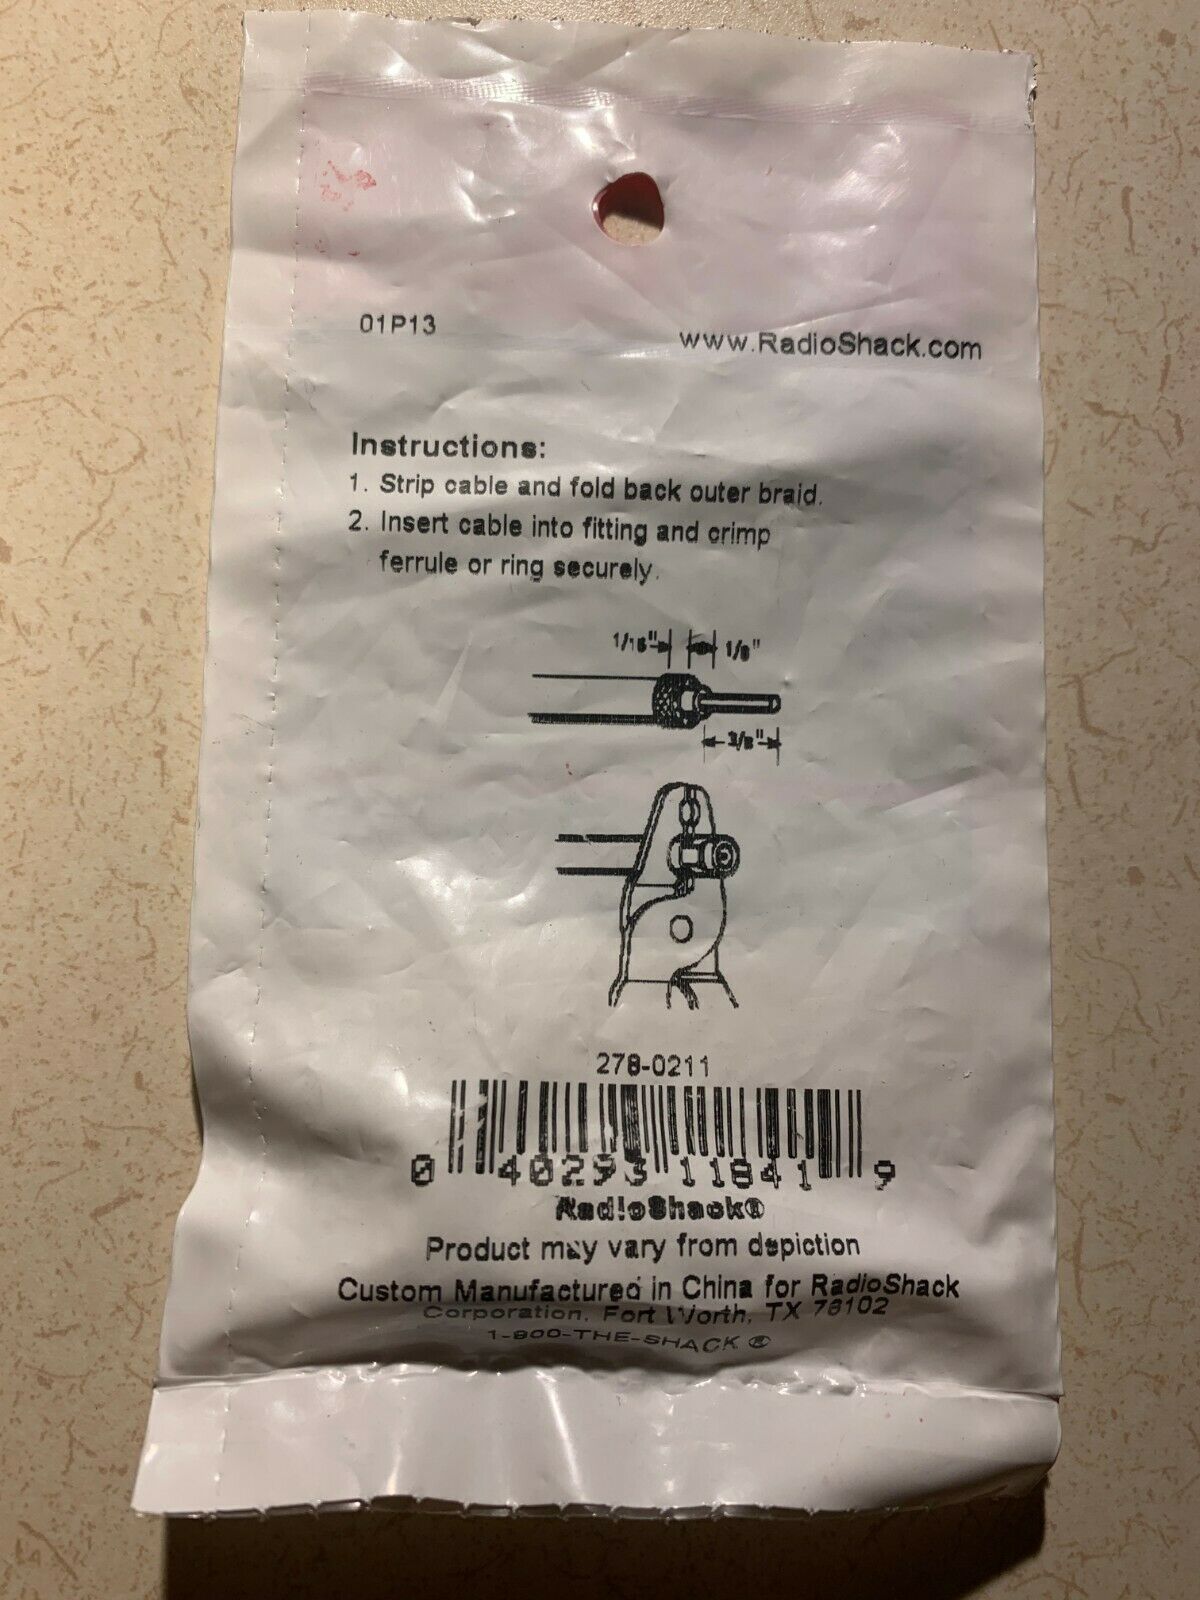 01P13
www.RadioShack.com
Instructions:
1. Strip cable and fold back outer braid.
2. Insert cable into fitting and crimp
ferrule or ring securely.
1/16" 1/8"
3/8"
278-0211
0 40293 11841 9
RadioShack®
Product may vary from depiction
Custom Manufactured in China for RadioShack
Corporation, Fort Worth, TX 76102
1-800-THE-SHACK ®